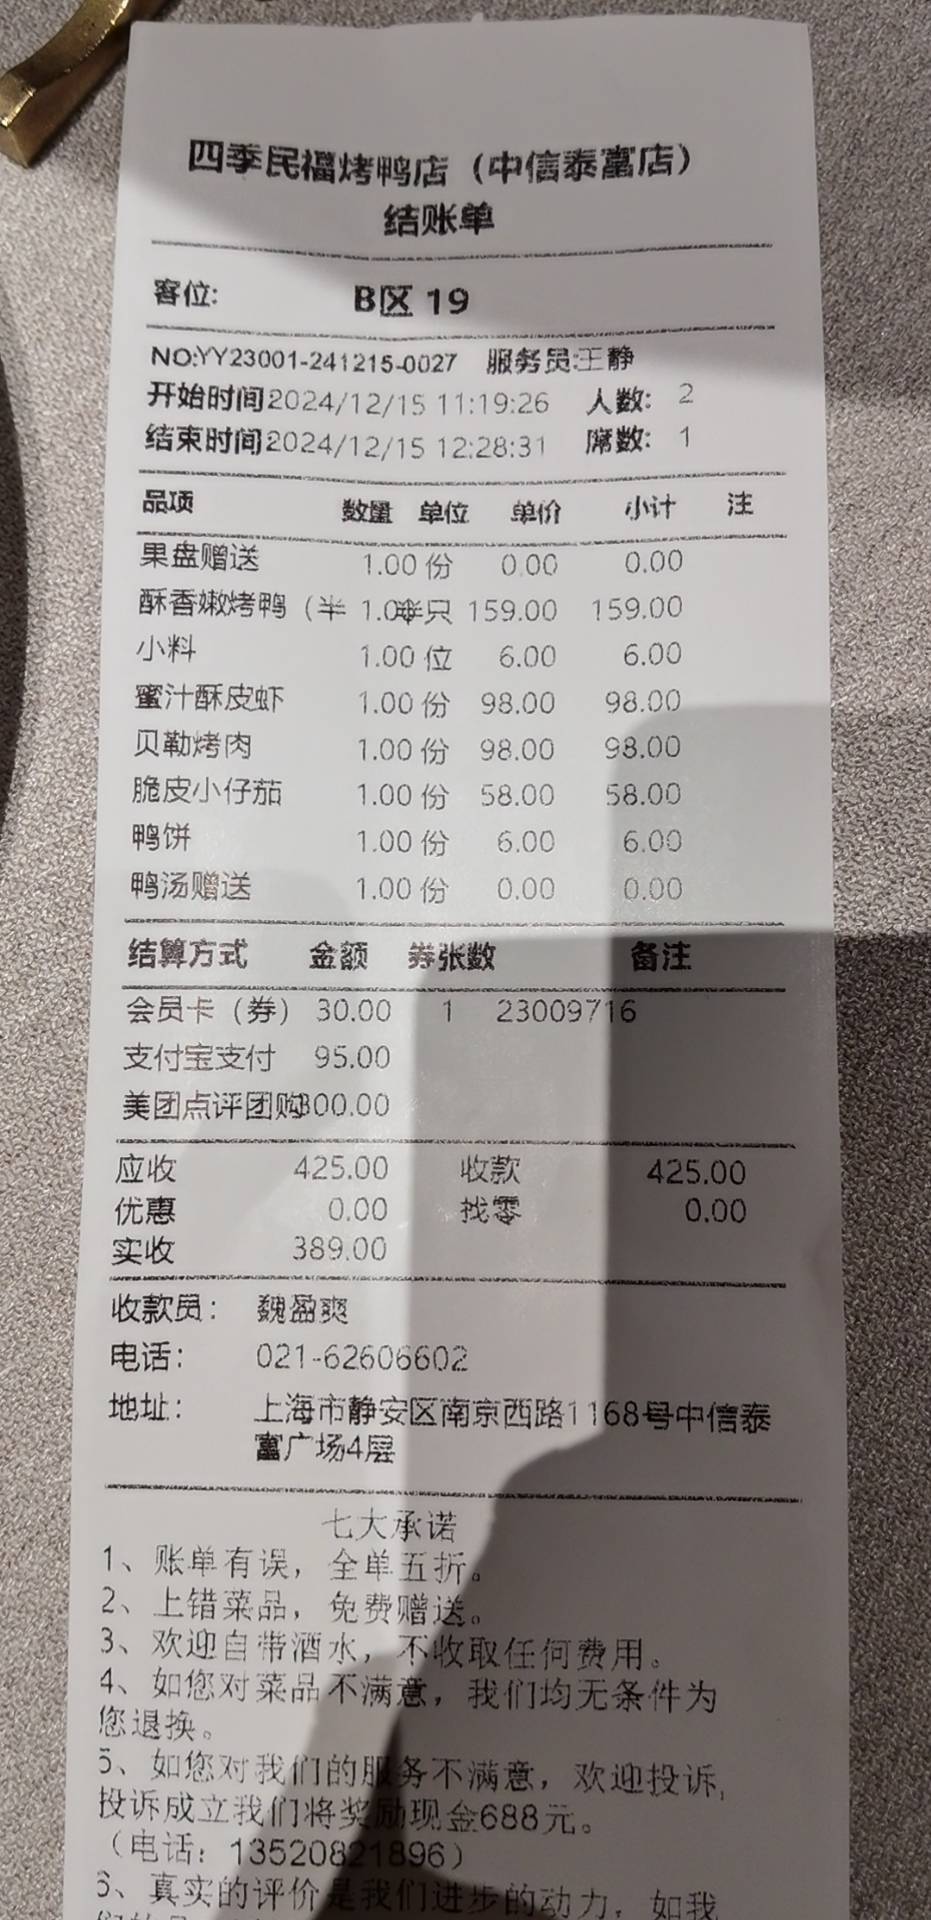 四季民福烤鸭店（中信泰富店）
结账单
客位: B区 19
NO:YY23001-241215-0027 服务员:王静
开始时间2024/12/15 11:19:26 人数: 2
结束时间2024/12/15 12:28:31 席数: 1
品项 数量 单位 单价 小计 注
果盘赠送 1.00 份 0.00 0.00
酥香嫩烤鸭（半 1.00 半只 159.00 159.00
小料 1.00 位 6.00 6.00
蜜汁酥皮虾 1.00 份 98.00 98.00
贝勒烤肉 1.00 份 98.00 98.00
脆皮小仔茄 1.00 份 58.00 58.00
鸭饼 1.00 份 6.00 6.00
鸭汤赠送 1.00 份 0.00 0.00
结算方式 金额 券张数 备注
会员卡（券） 30.00 1 23009716
支付宝支付 95.00
美团点评团购300.00
应收 425.00 收款 425.00
优惠 0.00 找零 0.00
实收 389.00
收款员: 魏盈爽
电话: 021-62606602
地址: 上海市静安区南京西路1168号中信泰
富广场4层
七大承诺
1、账单有误，全单五折。
2、上错菜品，免费赠送。
3、欢迎自带酒水，不收取任何费用。
4、如您对菜品不满意，我们均无条件为
您退换。
5、如您对我们的服务不满意，欢迎投诉,
投诉成立我们将奖励现金688元。
（电话: 13520821896）
6、真实的评价是我们进步的动力，如我